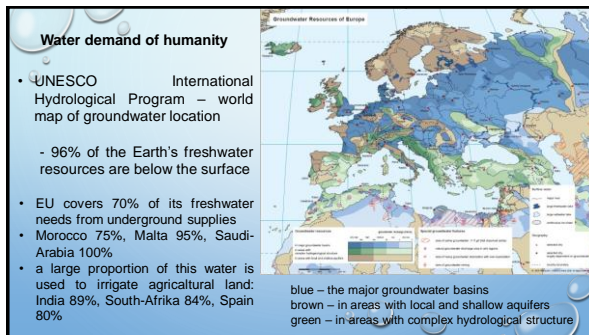 Water demand of humanity
• UNESCO International
Hydrological Program – world
map of groundwater location
- 96% of the Earth's freshwater
resources are below the surface
• EU covers 70% of its freshwater
needs from underground supplies
• Morocco 75%, Malta 95%, Saudi-
Arabia 100%
• a large proportion of this water is
used to irrigate agricaltural land:
India 89%, South-Afrika 84%, Spain
80%
Groundwater Resources of Europe
blue – the major groundwater basins
brown – in areas with local and shallow aquifers
green – in areas with complex hydrological structure